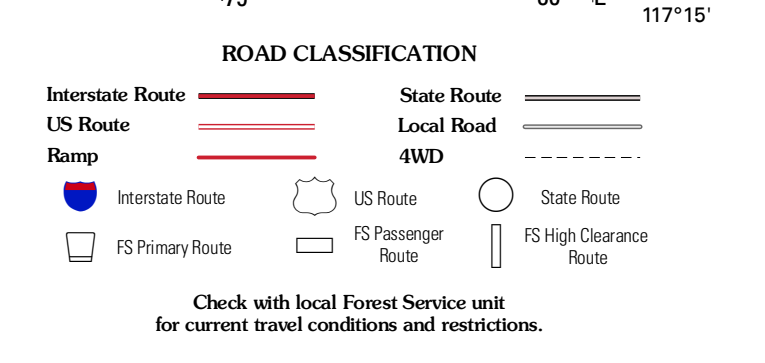 117°15'
ROAD CLASSIFICATION
Interstate Route
State Route
US Route
Local Road
Ramp
4WD
Interstate Route
US Route
State Route
FS Primary Route
FS Passenger
Route
FS High Clearance
Route
Check with local Forest Service unit
for current travel conditions and restrictions.